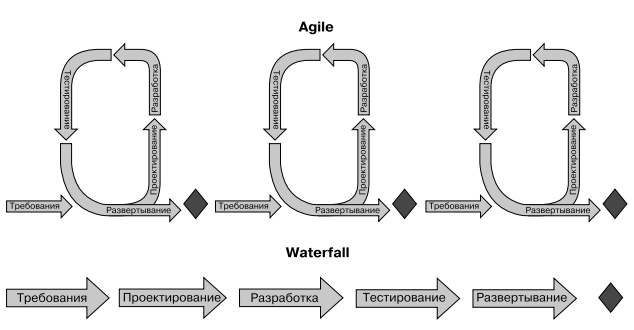 Agile
Тестирование
Разработка
Проектирование
Требования
Развертывание
Тестирование
Разработка
Проектирование
Требования
Развертывание
Тестирование
Разработка
Проектирование
Требования
Развертывание
Waterfall
Требования
Проектирование
Разработка
Тестирование
Развертывание